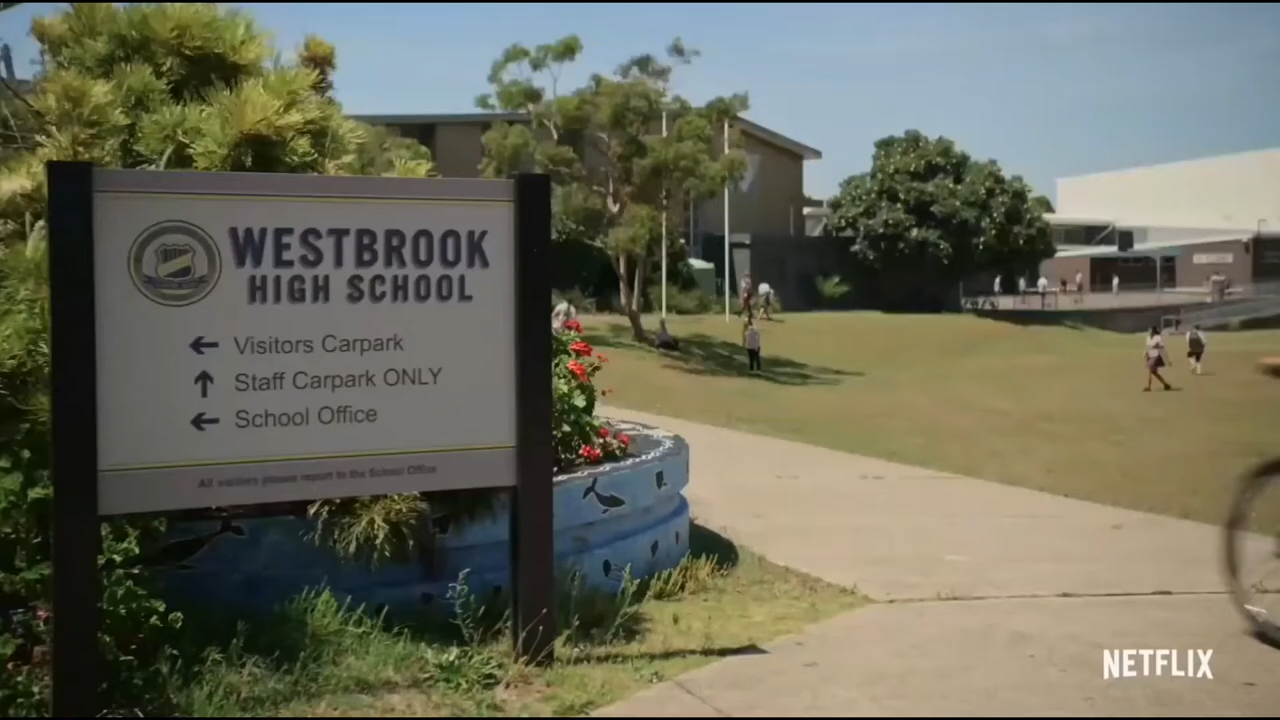 WESTBROOK
HIGH SCHOOL
← Visitors Carpark
↑ Staff Carpark ONLY
← School Office
All visitors please report to the School Office
NETFLIX